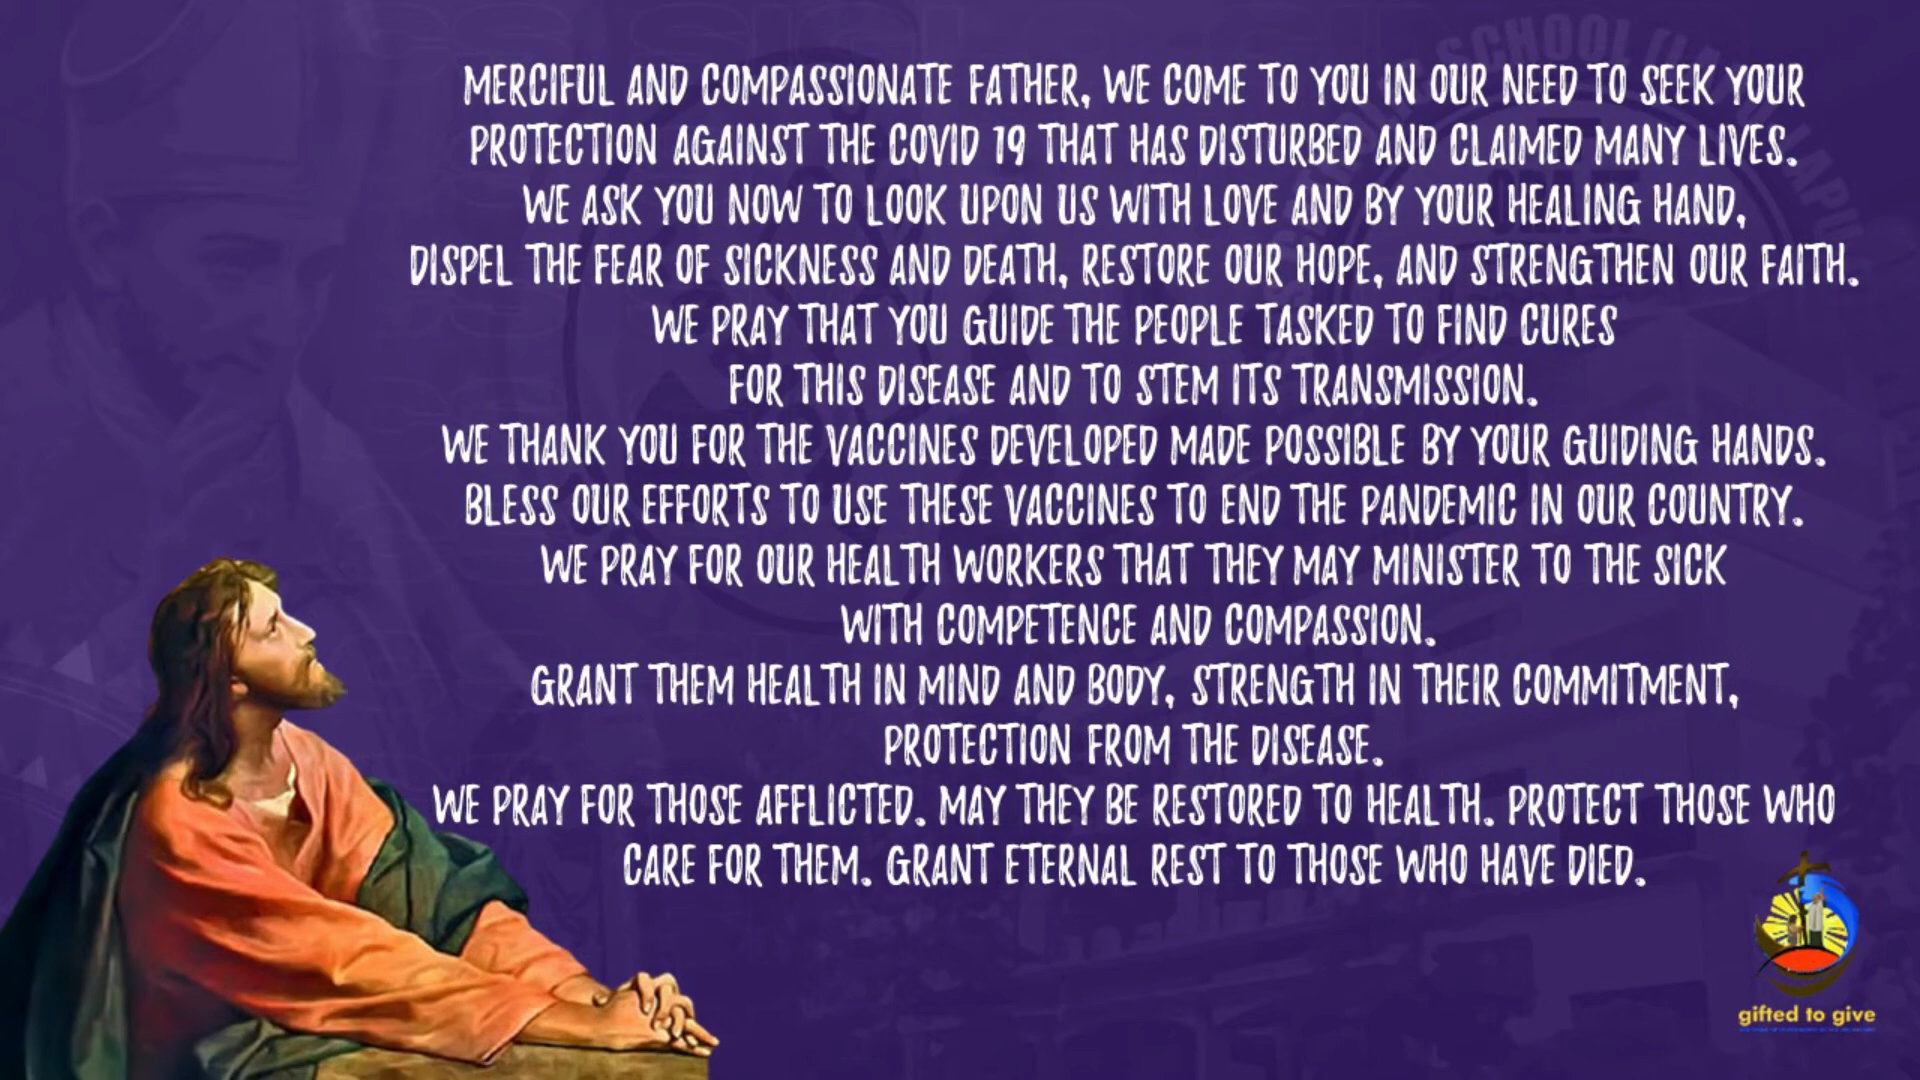 MERCIFUL AND COMPASSIONATE FATHER, WE COME TO YOU IN OUR NEED TO SEEK YOUR
PROTECTION AGAINST THE COVID 19 THAT HAS DISTURBED AND CLAIMED MANY LIVES.
WE ASK YOU NOW TO LOOK UPON US WITH LOVE AND BY YOUR HEALING HAND,
DISPEL THE FEAR OF SICKNESS AND DEATH, RESTORE OUR HOPE, AND STRENGTHEN OUR FAITH.
WE PRAY THAT YOU GUIDE THE PEOPLE TASKED TO FIND CURES
FOR THIS DISEASE AND TO STEM ITS TRANSMISSION.
WE THANK YOU FOR THE VACCINES DEVELOPED MADE POSSIBLE BY YOUR GUIDING HANDS.
BLESS OUR EFFORTS TO USE THESE VACCINES TO END THE PANDEMIC IN OUR COUNTRY.
WE PRAY FOR OUR HEALTH WORKERS THAT THEY MAY MINISTER TO THE SICK
WITH COMPETENCE AND COMPASSION.
GRANT THEM HEALTH IN MIND AND BODY, STRENGTH IN THEIR COMMITMENT,
PROTECTION FROM THE DISEASE.
WE PRAY FOR THOSE AFFLICTED. MAY THEY BE RESTORED TO HEALTH. PROTECT THOSE WHO
CARE FOR THEM. GRANT ETERNAL REST TO THOSE WHO HAVE DIED.
gifted to give
SCHOOL